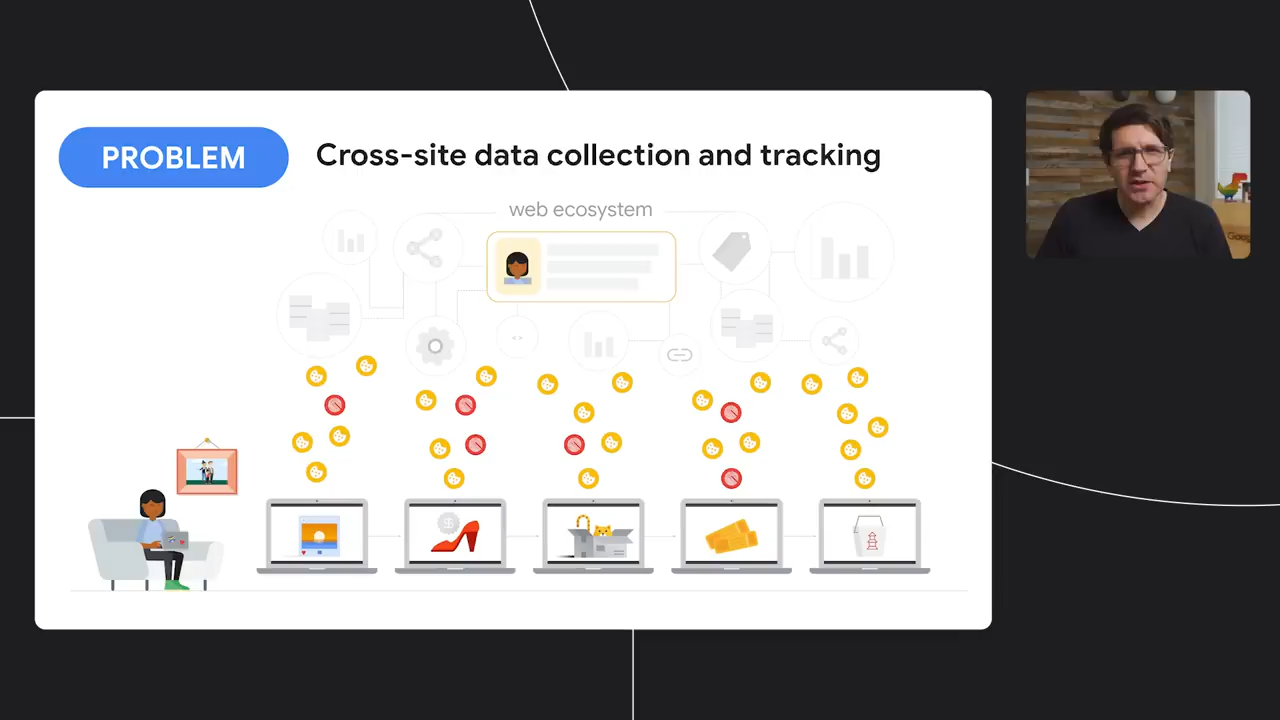 PROBLEM
Cross-site data collection and tracking
web ecosystem